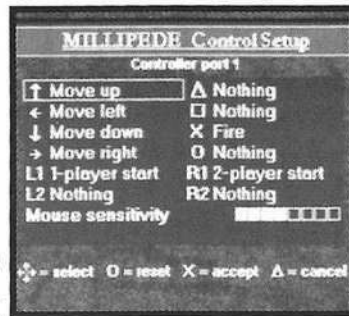 MILLIPEDE Control Setup
Controller port 1
↑ Move up △ Nothing
← Move left □ Nothing
↓ Move down X Fire
→ Move right O Nothing
L1 1-player start R1 2-player start
L2 Nothing R2 Nothing
Mouse sensitivity
= select O = reset X = accept △ = cancel